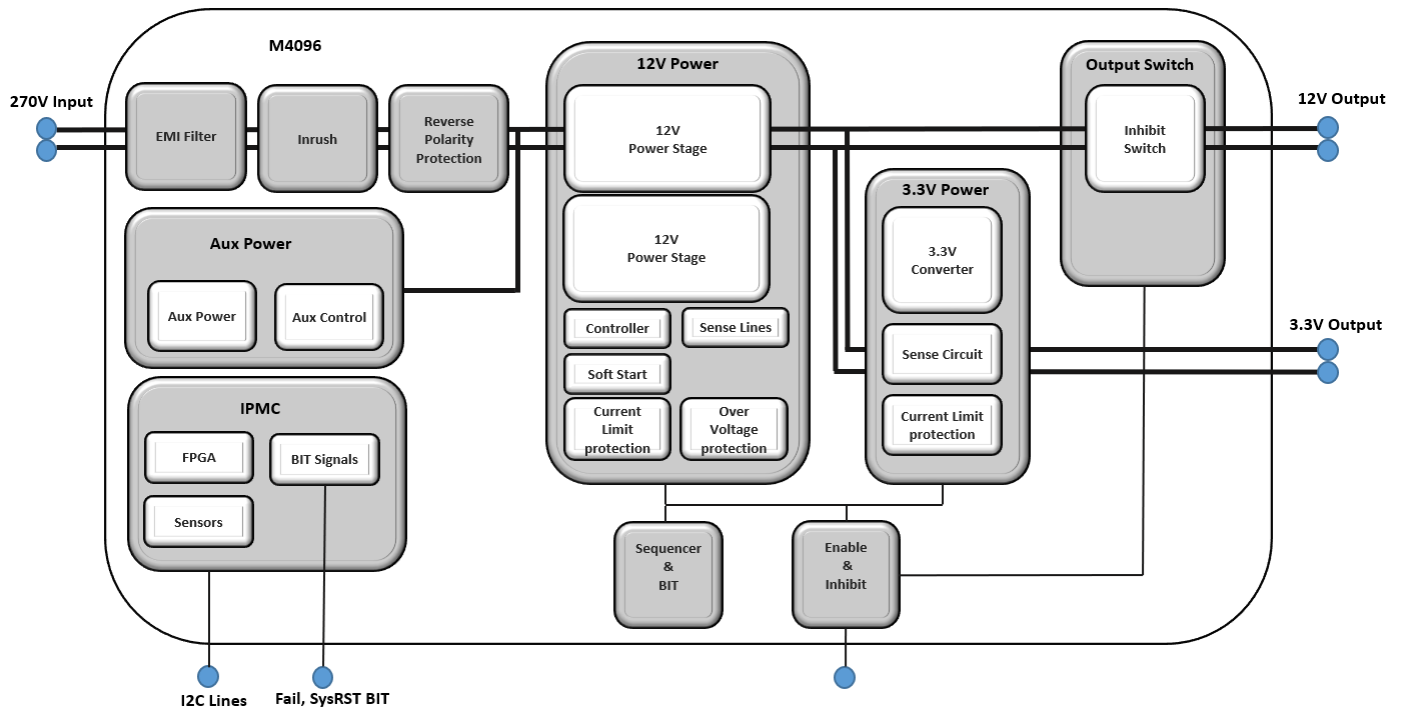 M4096
270V Input
EMI Filter
Inrush
Reverse
Polarity
Protection
12V Power
12V
Power Stage
12V
Power Stage
Controller
Sense Lines
Soft Start
Current
Limit
protection
Over
Voltage
protection
Output Switch
Inhibit
Switch
12V Output
3.3V Power
3.3V
Converter
Sense Circuit
Current Limit
protection
3.3V Output
Aux Power
Aux Power
Aux Control
IPMC
FPGA
BIT Signals
Sensors
Sequencer
&
BIT
Enable
&
Inhibit
I2C Lines
Fail, SysRST BIT